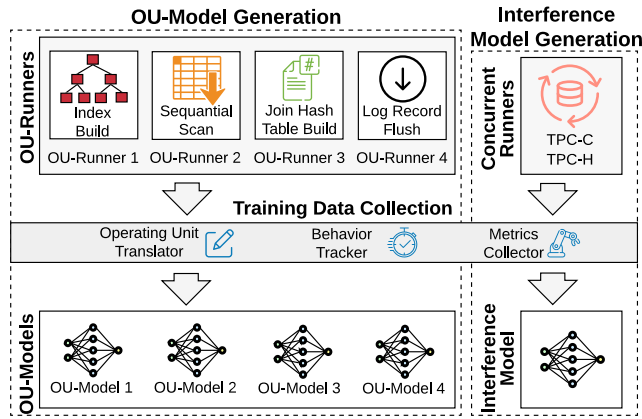 OU-Model Generation
Interference
Model Generation
OU-Runners
Index
Build
OU-Runner 1
Sequantial
Scan
OU-Runner 2
#
Join Hash
Table Build
OU-Runner 3
Log Record
Flush
OU-Runner 4
Concurrent
Runners
TPC-C
TPC-H
Training Data Collection
Operating Unit
Translator
Behavior
Tracker
Metrics
Collector
OU-Models
OU-Model 1
OU-Model 2
OU-Model 3
OU-Model 4
Interference
Model